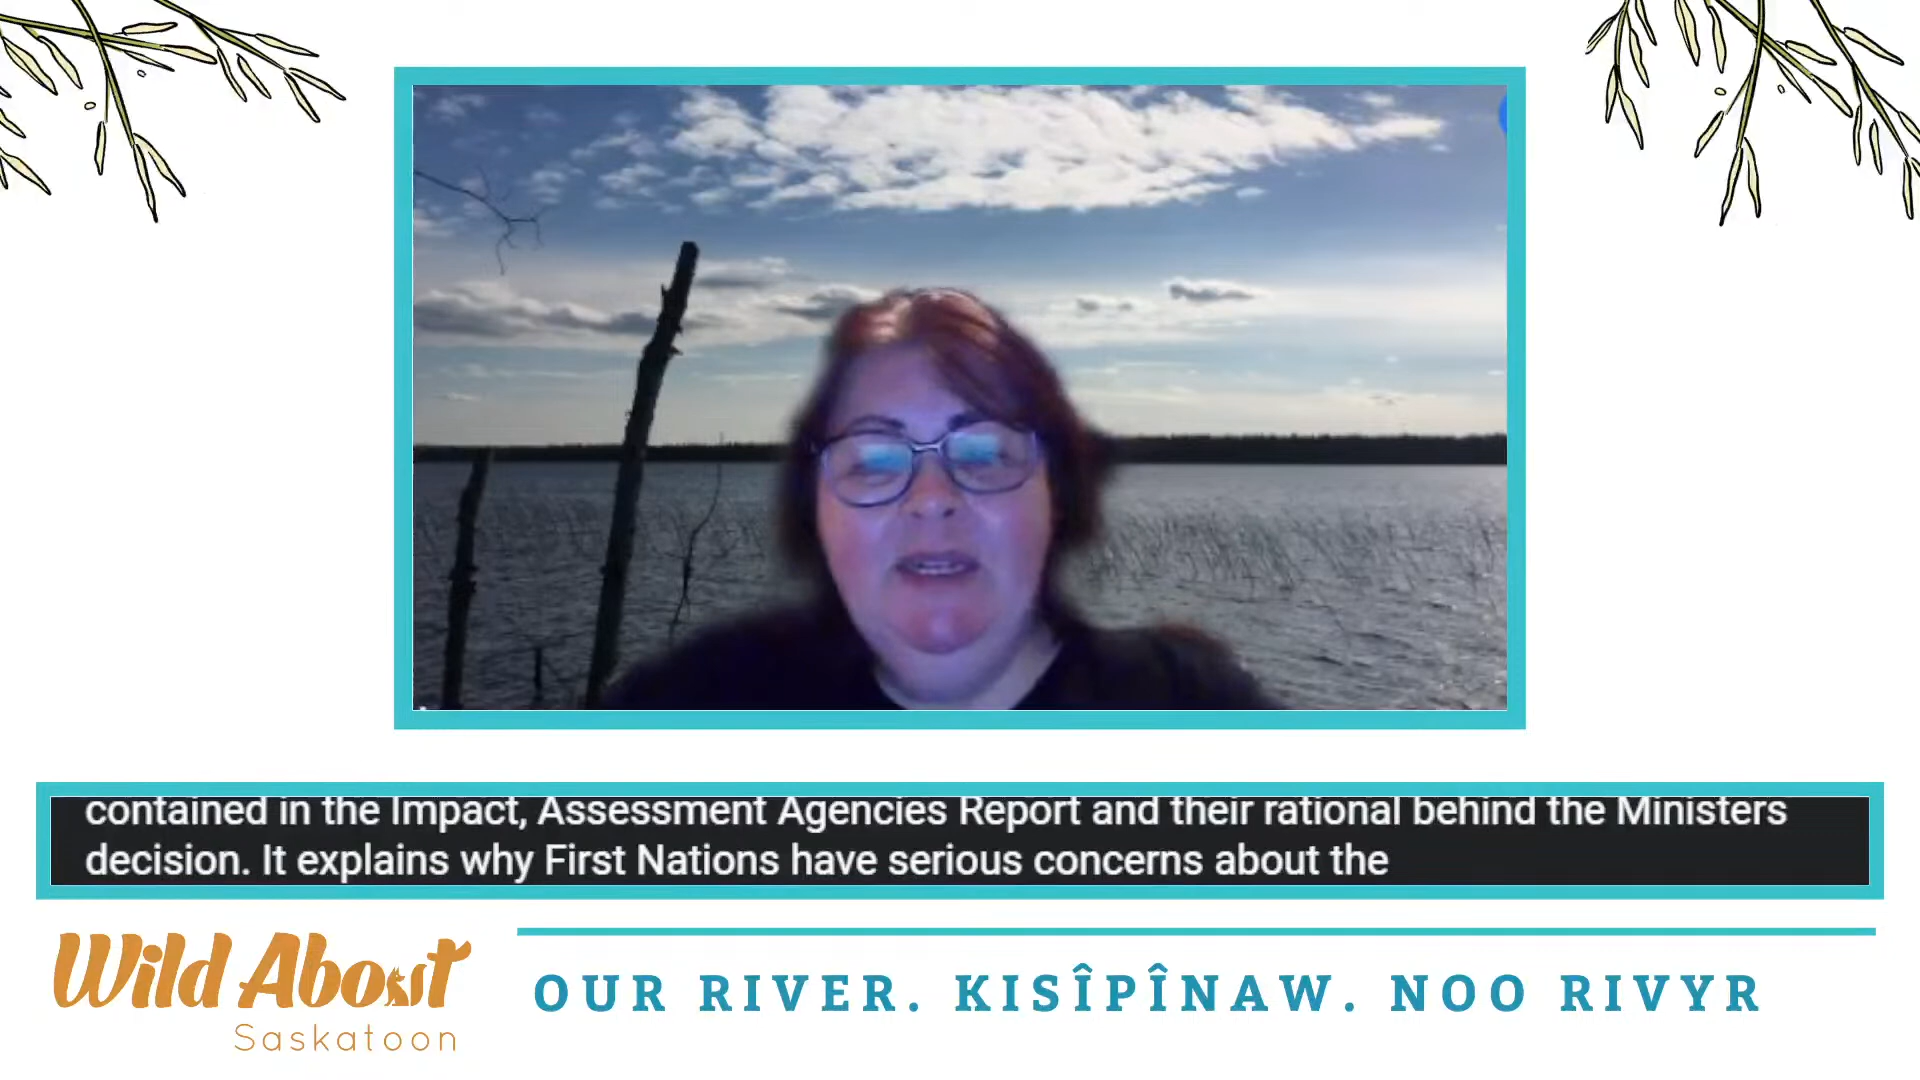 contained in the Impact, Assessment Agencies Report and their rational behind the Ministers
decision. It explains why First Nations have serious concerns about the
Wild About
Saskatoon
OUR RIVER. KISÎPÎNAW. NOO RIVYR